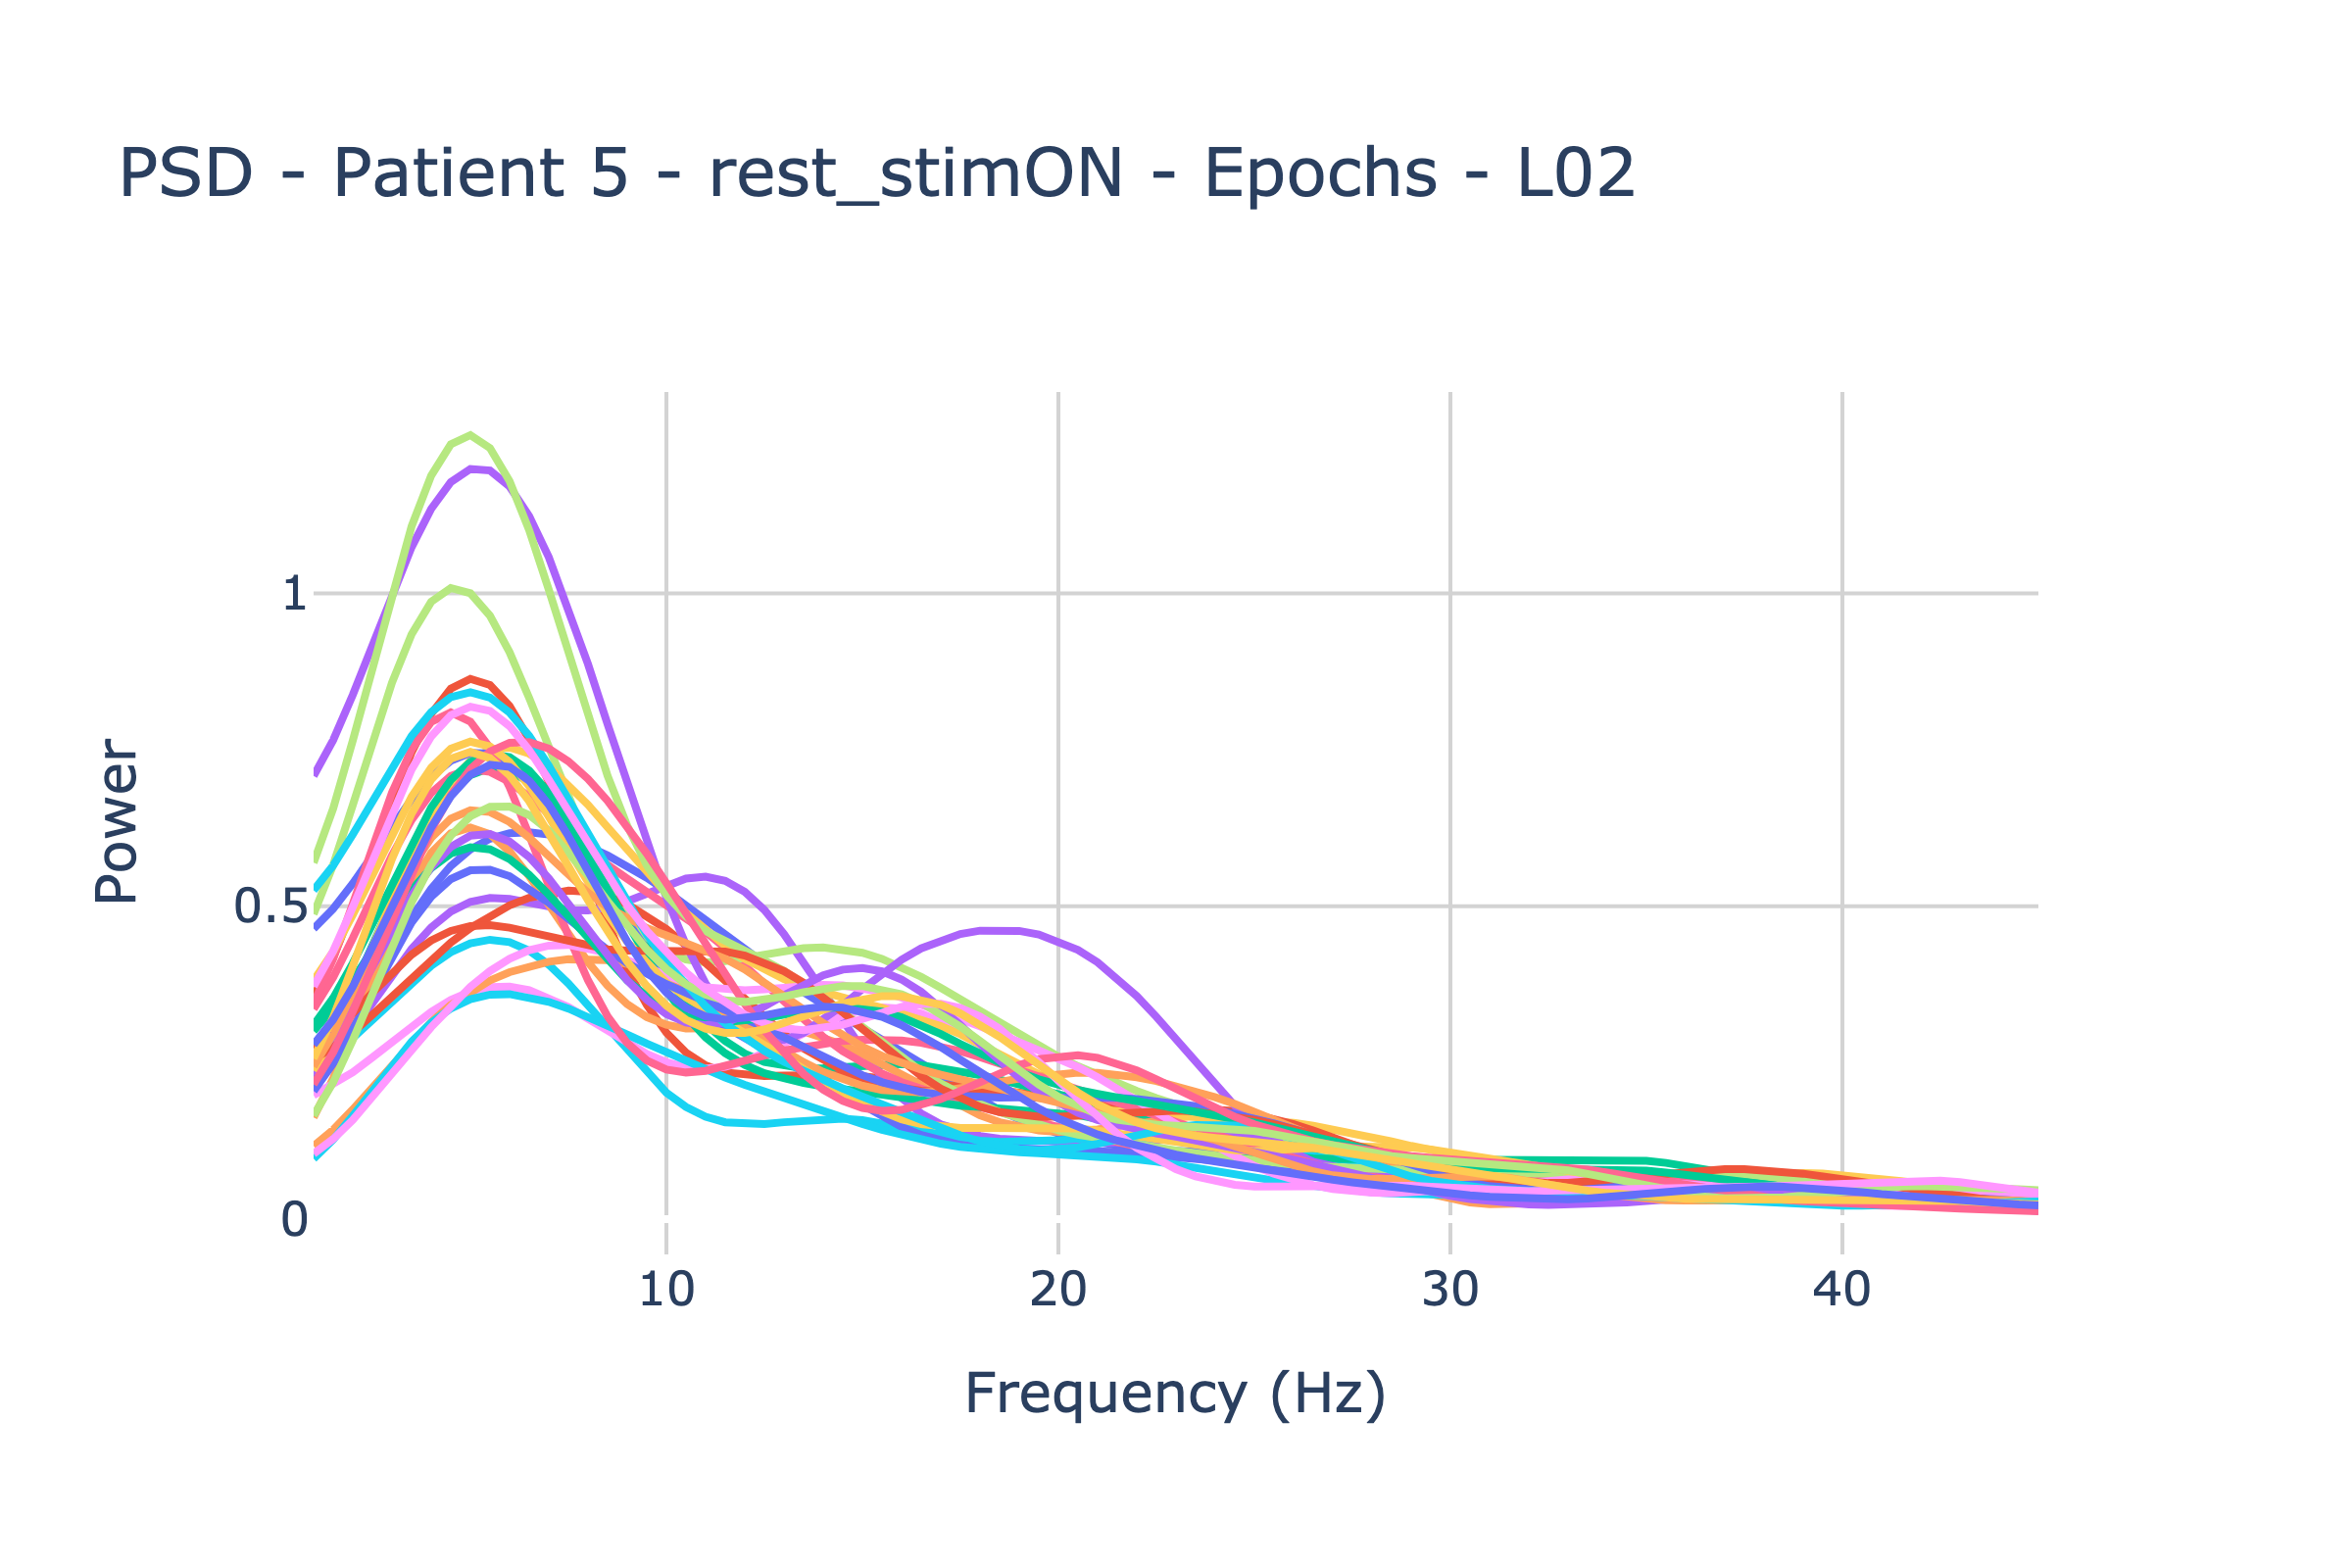 PSD - Patient 5 - rest_stimON - Epochs - L02
1
0.5
0
Power
10 20 30 40
Frequency (Hz)